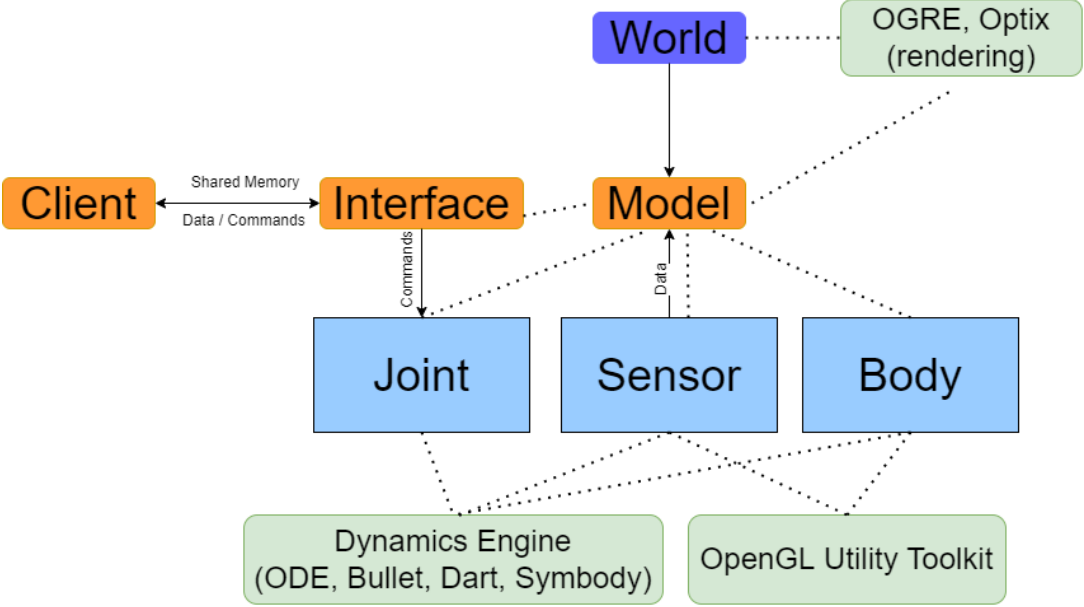 World
OGRE, Optix
(rendering)
Client
Shared Memory
Data / Commands
Interface
Model
Commands
Data
Joint
Sensor
Body
Dynamics Engine
(ODE, Bullet, Dart, Symbody)
OpenGL Utility Toolkit